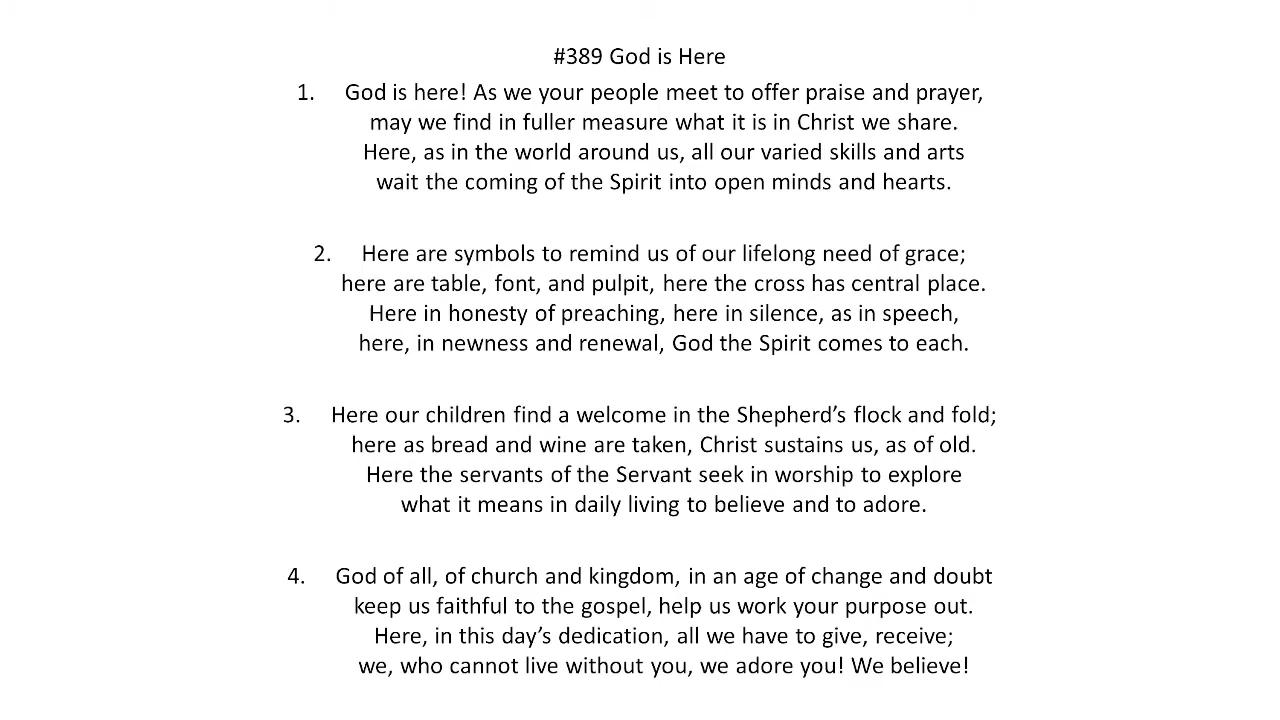 #389 God is Here
1. God is here! As we your people meet to offer praise and prayer,
may we find in fuller measure what it is in Christ we share.
Here, as in the world around us, all our varied skills and arts
wait the coming of the Spirit into open minds and hearts.
2. Here are symbols to remind us of our lifelong need of grace;
here are table, font, and pulpit, here the cross has central place.
Here in honesty of preaching, here in silence, as in speech,
here, in newness and renewal, God the Spirit comes to each.
3. Here our children find a welcome in the Shepherd’s flock and fold;
here as bread and wine are taken, Christ sustains us, as of old.
Here the servants of the Servant seek in worship to explore
what it means in daily living to believe and to adore.
4. God of all, of church and kingdom, in an age of change and doubt
keep us faithful to the gospel, help us work your purpose out.
Here, in this day’s dedication, all we have to give, receive;
we, who cannot live without you, we adore you! We believe!